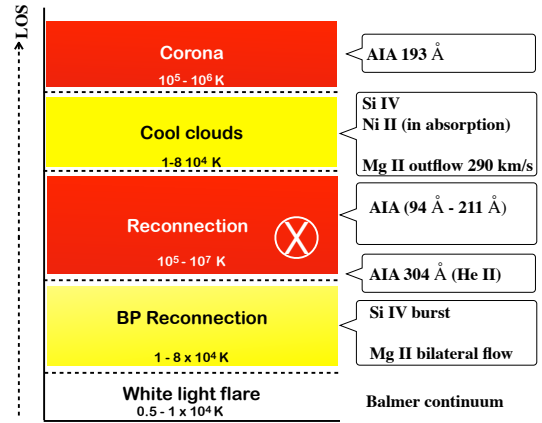 LOS
Corona
10⁵ - 10⁶ K
AIA 193 Å
Cool clouds
1-8 10⁴ K
Si IV
Ni II (in absorption)
Mg II outflow 290 km/s
Reconnection
10⁵ - 10⁷ K
X
AIA (94 Å - 211 Å)
AIA 304 Å (He II)
BP Reconnection
1 - 8 x 10⁴ K
Si IV burst
Mg II bilateral flow
White light flare
0.5 - 1 x 10⁴ K
Balmer continuum